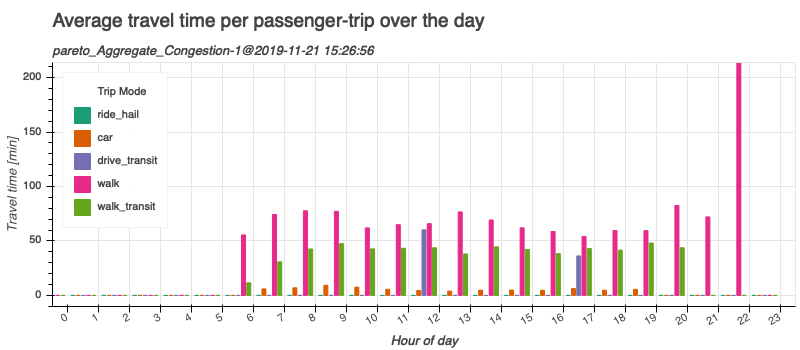 Average travel time per passenger-trip over the day
pareto_Aggregate_Congestion-1@2019-11-21 15:26:56
Travel time [min]
200
150
100
50
0
Trip Mode
ride_hail
car
drive_transit
walk
walk_transit
0 1 2 3 4 5 6 7 8 9 10 11 12 13 14 15 16 17 18 19 20 21 22 23
Hour of day